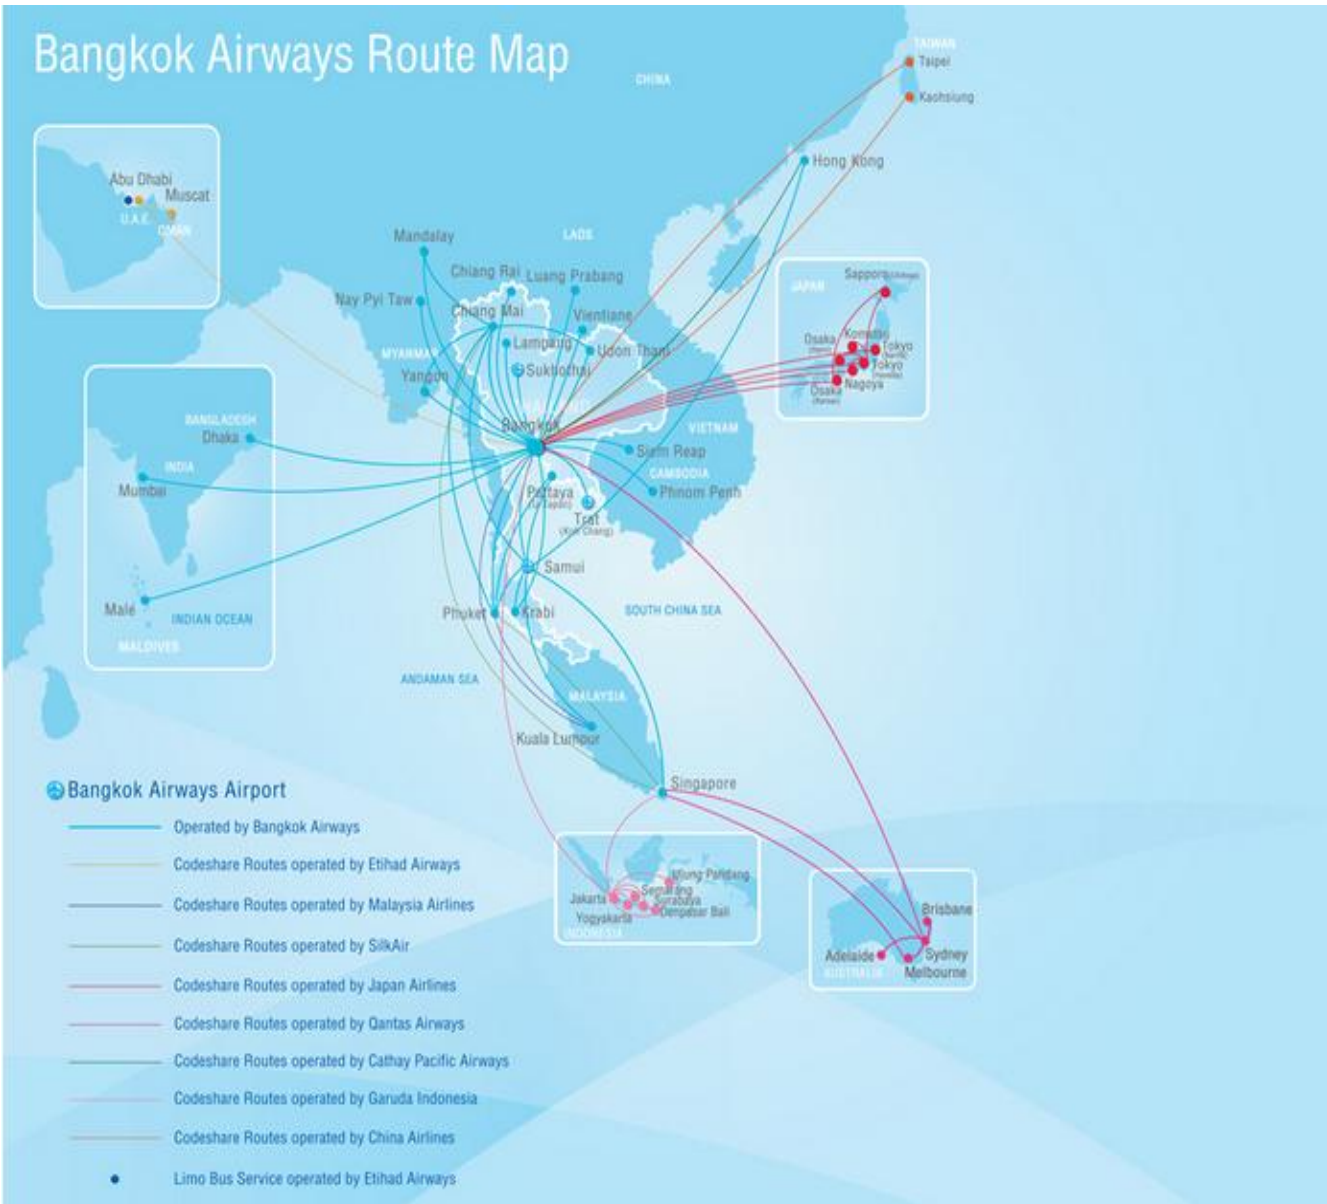 Bangkok Airways Route Map
TAIWAN
Taipei
CHINA
Kaohsiung
Hong Kong
Abu Dhabi
Muscat
U.A.E.
OMAN
Mandalay
LAOS
Chiang Rai
Luang Prabang
Sapporo
JAPAN
Nay Pyi Taw
Chiang Mai
Vientiane
Lampang
Udon Thani
Osaka
Komatsu
Tokyo
MYANMAR
Sukhothai
Tokyo
Yangon
Nagoya
Osaka
BANGLADESH
Dhaka
Bangkok
VIETNAM
Siem Reap
INDIA
CAMBODIA
Mumbai
Pattaya
(U-Tapao)
Phnom Penh
Trat
(Koh Chang)
Samui
Male
INDIAN OCEAN
Phuket
Krabi
SOUTH CHINA SEA
MALDIVES
ANDAMAN SEA
MALAYSIA
Kuala Lumpur
Singapore
Bangkok Airways Airport
Operated by Bangkok Airways
Codeshare Routes operated by Etihad Airways
Codeshare Routes operated by Malaysia Airlines
Codeshare Routes operated by SilkAir
Codeshare Routes operated by Japan Airlines
Codeshare Routes operated by Qantas Airways
Codeshare Routes operated by Cathay Pacific Airways
Codeshare Routes operated by Garuda Indonesia
Codeshare Routes operated by China Airlines
Limo Bus Service operated by Etihad Airways
Ujung Pandang
Semarang
Jakarta
Surabaya
Yogyakarta
Denpasar Bali
INDONESIA
Brisbane
Adelaide
Sydney
AUSTRALIA
Melbourne